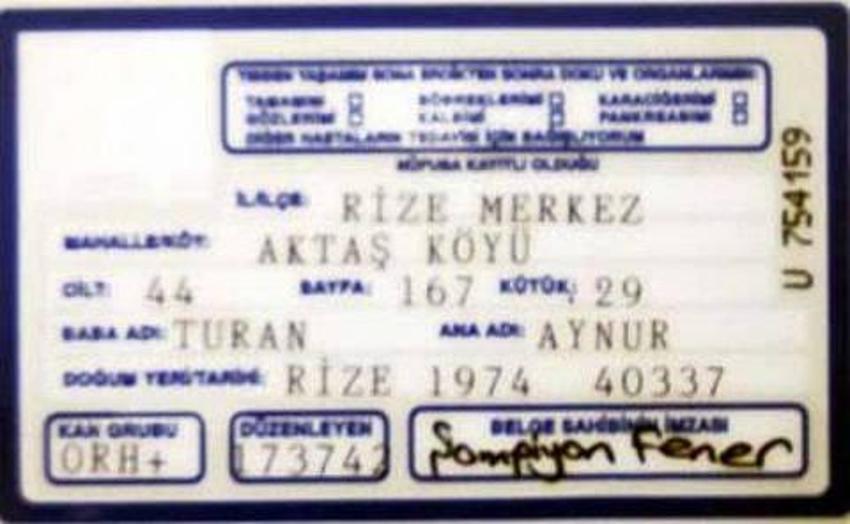 TIBBEN YAŞAMIM SONA ERDİKTEN SONRA DOKU VE ORGANLARIMIN:
TAMAMINI BÖBREKLERİMİ KARACİĞERİMİ
GÖZLERİMİ KALBİMİ PANKREASIMI
DİĞER HASTALARIN TEDAVİSİ İÇİN BAĞIŞLIYORUM
NÜFUSA KAYITLI OLDUĞU
İL/İLÇE: RİZE MERKEZ
MAHALLE/KÖY: AKTAŞ KÖYÜ
CİLT: 44 SAYFA: 167 KÜTÜK: 29
BABA ADI: TURAN ANA ADI: AYNUR
DOĞUM YERİ/TARİHİ: RİZE 1974 40337
KAN GRUBU DÜZENLEYEN BELGE SAHİBİNİN İMZASI
ORH+ 173742 Şampiyon Fener
U 754159